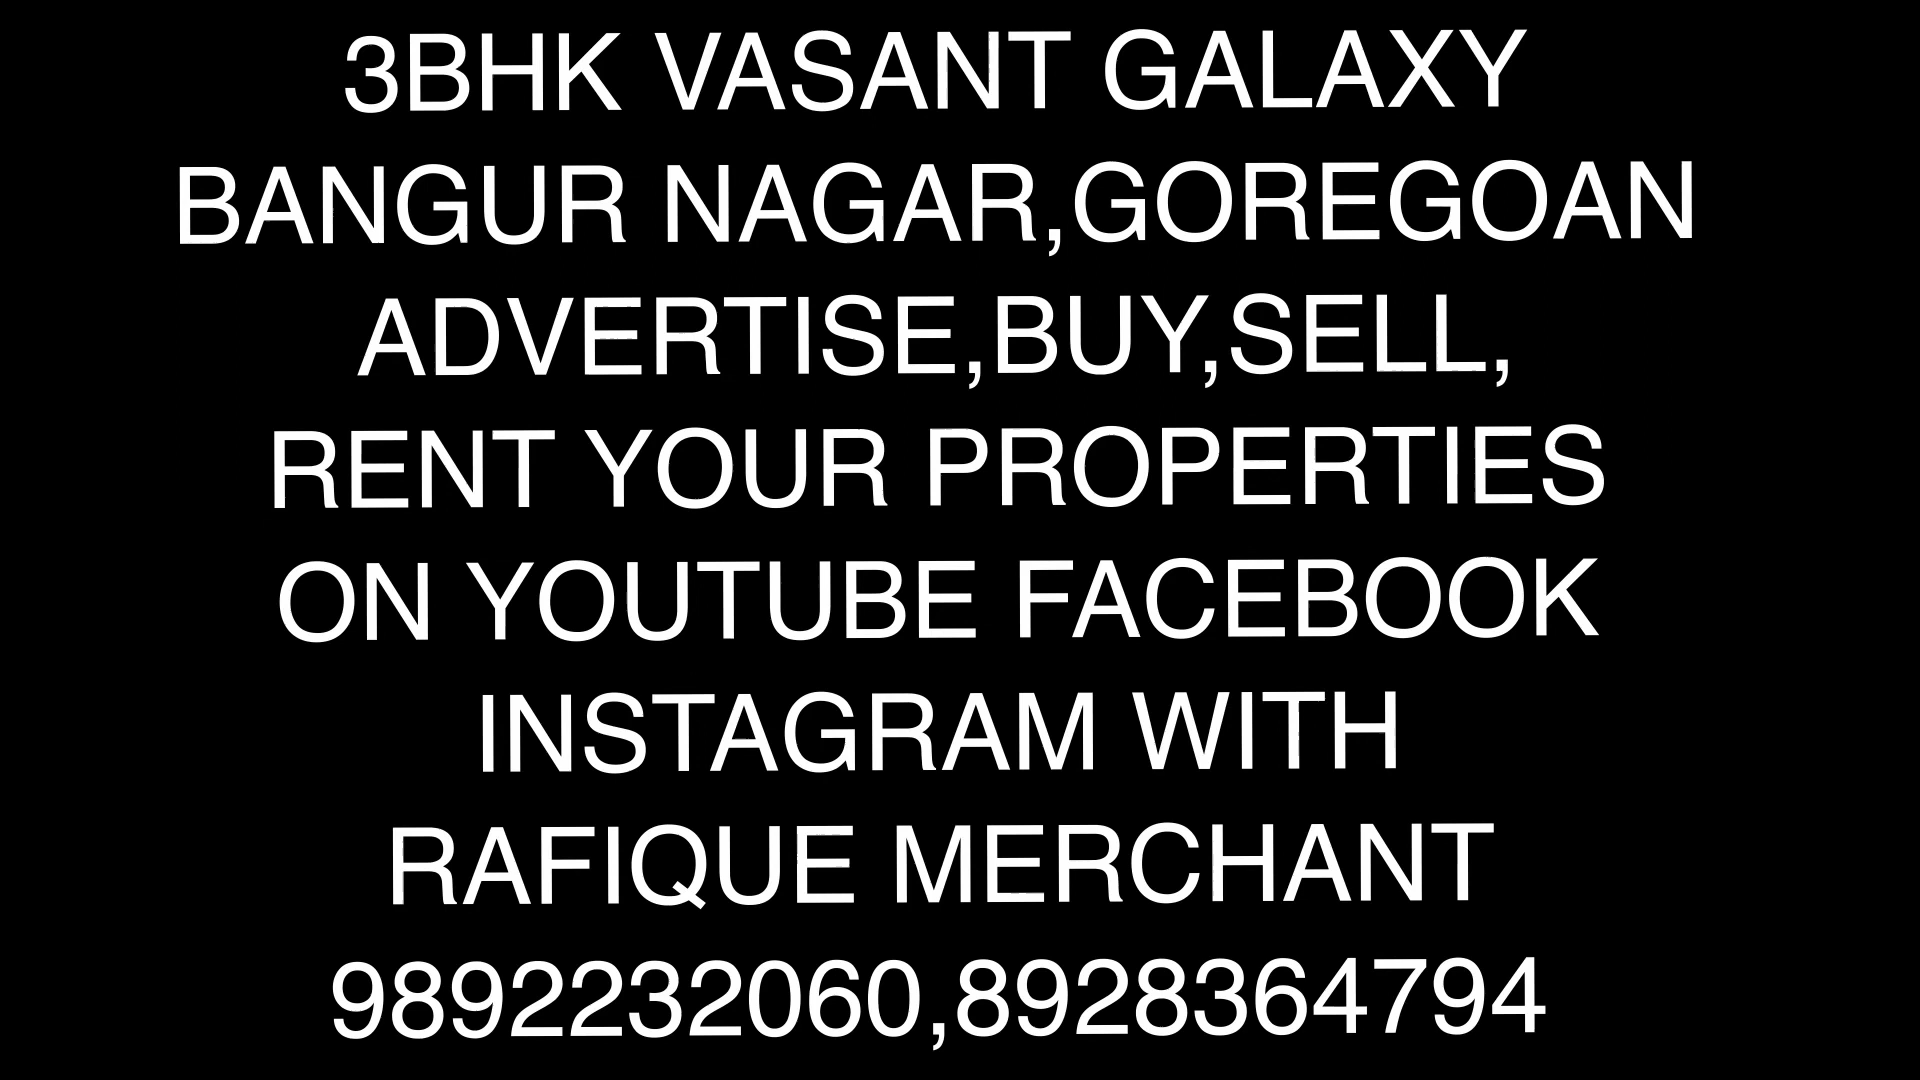 3BHK VASANT GALAXY
BANGUR NAGAR,GOREGOAN
ADVERTISE,BUY,SELL,
RENT YOUR PROPERTIES
ON YOUTUBE FACEBOOK
INSTAGRAM WITH
RAFIQUE MERCHANT
9892232060,8928364794